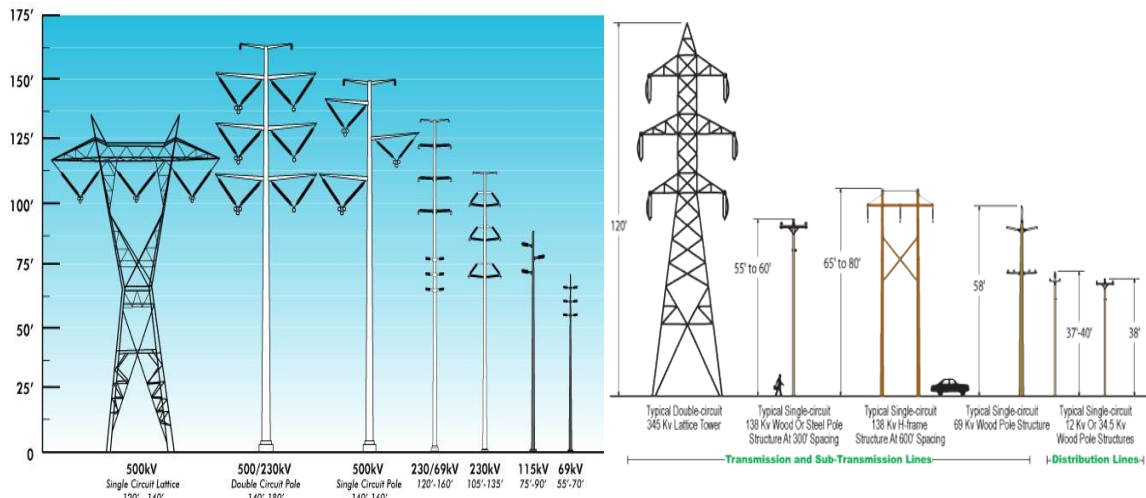 175'
150'
125'
100'
75'
50'
25'
0
500kV
Single Circuit Lattice
120'-140'
500/230kV
Double Circuit Pole
140'-180'
500kV
Single Circuit Pole
140'-160'
230/69kV
120'-160'
230kV
105'-135'
115kV
75'-90'
69kV
55'-70'
120'
55' to 60'
65' to 80'
58'
37'-40'
38'
Typical Double-circuit
345 Kv Lattice Tower
Typical Single-circuit
138 Kv Wood Or Steel Pole
Structure At 300' Spacing
Typical Single-circuit
138 Kv H-frame
Structure At 600' Spacing
Typical Single-circuit
69 Kv Wood Pole Structure
Typical Single-circuit
12 Kv Or 34.5 Kv
Wood Pole Structures
Transmission and Sub-Transmission Lines
Distribution Lines